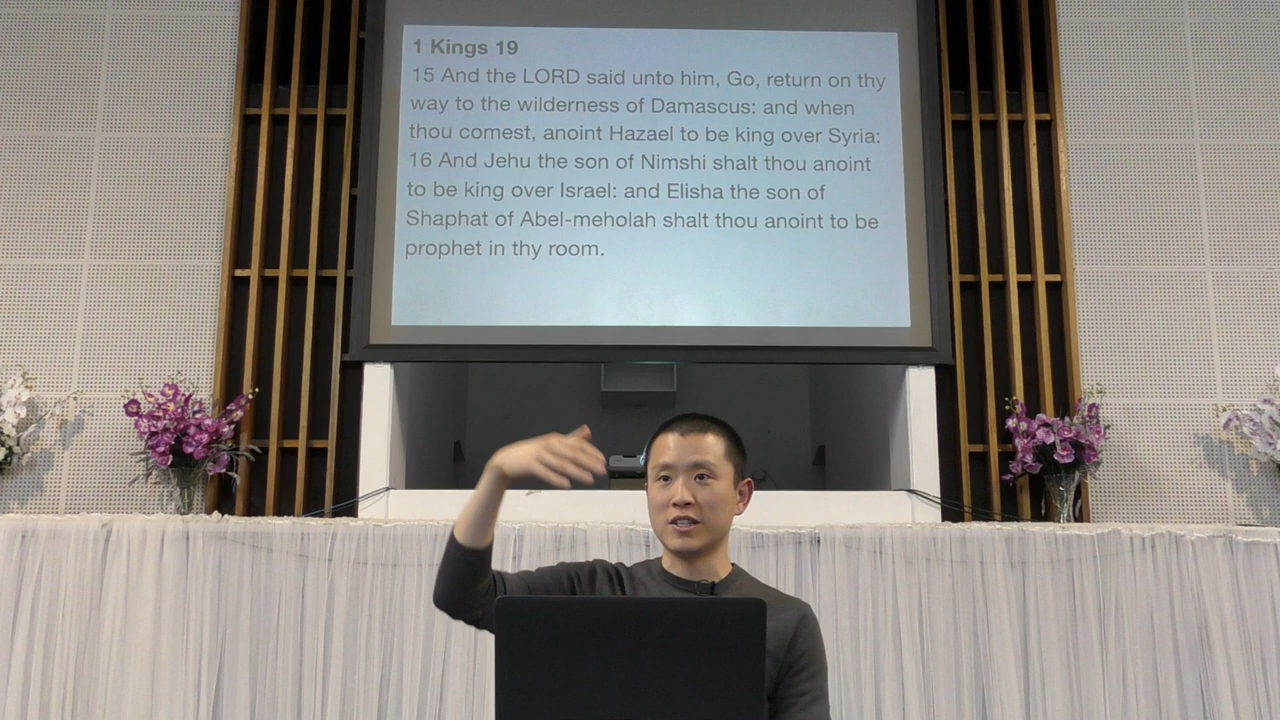 1 Kings 19
15 And the LORD said unto him, Go, return on thy
way to the wilderness of Damascus: and when
thou comest, anoint Hazael to be king over Syria:
16 And Jehu the son of Nimshi shalt thou anoint
to be king over Israel: and Elisha the son of
Shaphat of Abel-meholah shalt thou anoint to be
prophet in thy room.